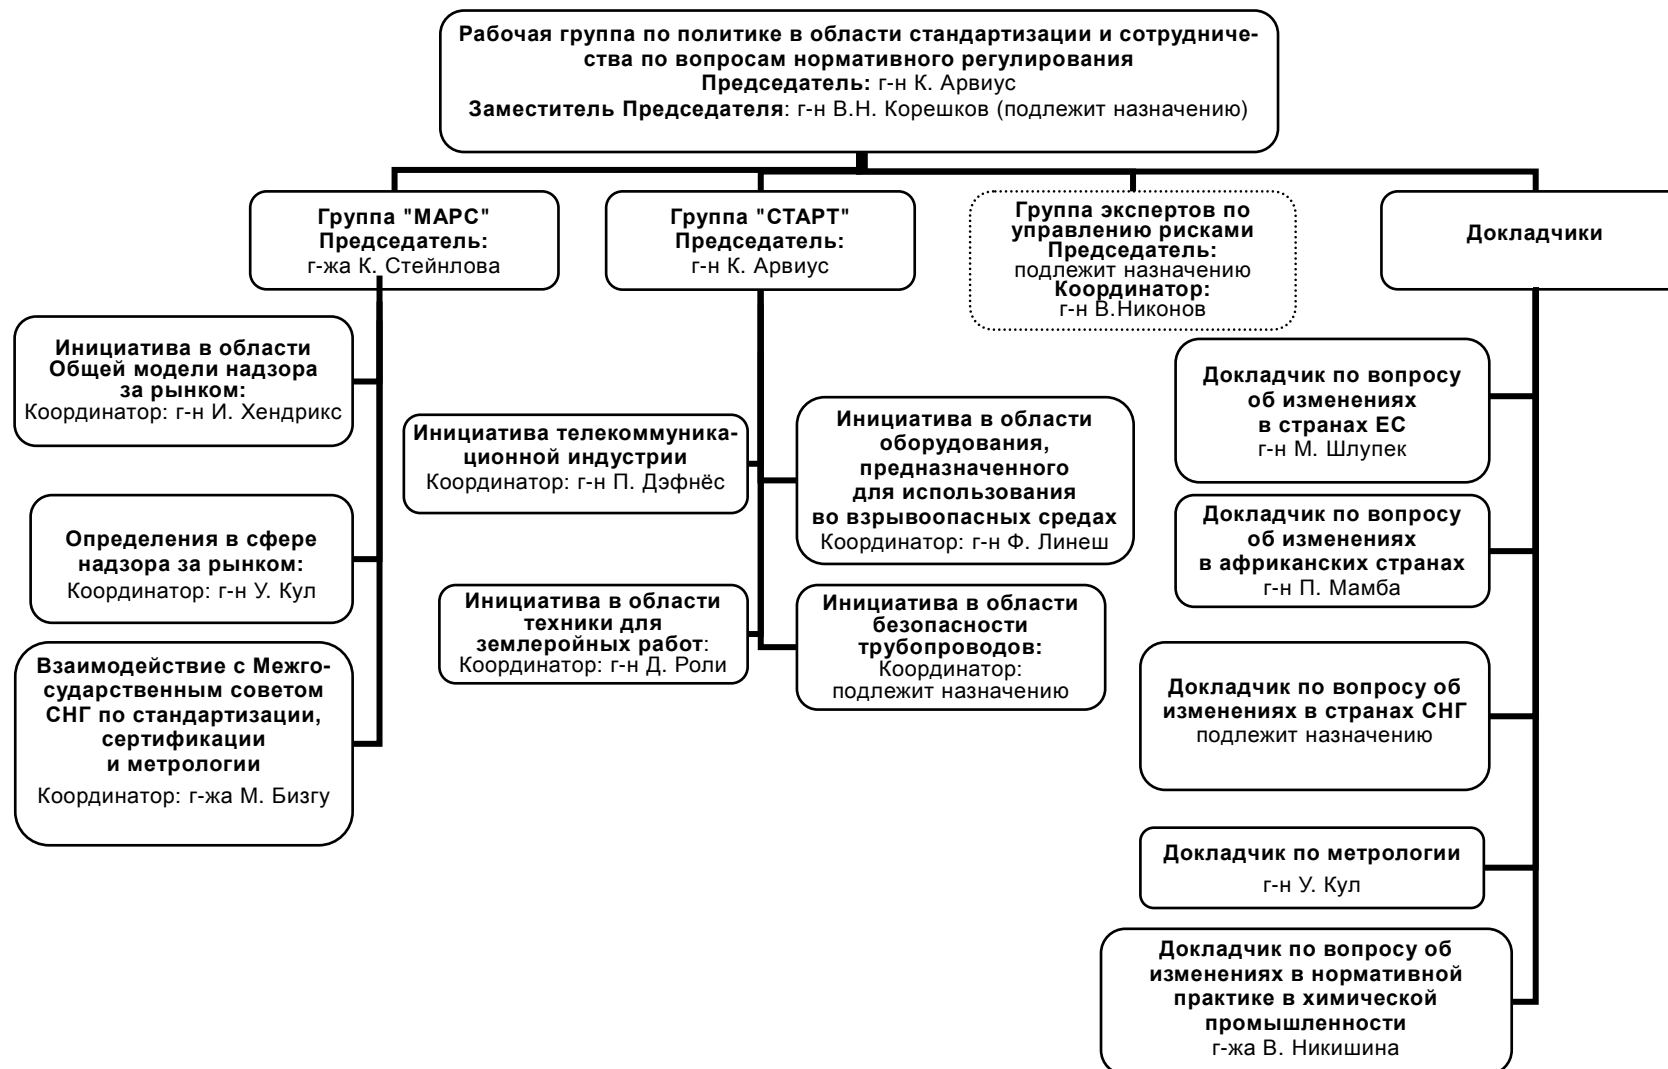 Рабочая группа по политике в области стандартизации и сотрудниче-
ства по вопросам нормативного регулирования
Председатель: г-н К. Арвиус
Заместитель Председателя: г-н В.Н. Корешков (подлежит назначению)
Группа "МАРС"
Председатель:
г-жа К. Стейнлова
Группа "СТАРТ"
Председатель:
г-н К. Арвиус
Группа экспертов по
управлению рисками
Председатель:
подлежит назначению
Координатор:
г-н В.Никонов
Докладчики
Инициатива в области
Общей модели надзора
за рынком:
Координатор: г-н И. Хендрикс
Определения в сфере
надзора за рынком:
Координатор: г-н У. Кул
Взаимодействие с Межго-
сударственным советом
СНГ по стандартизации,
сертификации
и метрологии
Координатор: г-жа М. Бизгу
Инициатива телекоммуника-
ционной индустрии
Координатор: г-н П. Дэфнёс
Инициатива в области
оборудования,
предназначенного
для использования
во взрывоопасных средах
Координатор: г-н Ф. Линеш
Инициатива в области
техники для
землеройных работ:
Координатор: г-н Д. Роли
Инициатива в области
безопасности
трубопроводов:
Координатор:
подлежит назначению
Докладчик по вопросу
об изменениях
в странах ЕС
г-н М. Шлупек
Докладчик по вопросу
об изменениях
в африканских странах
г-н П. Мамба
Докладчик по вопросу об
изменениях в странах СНГ
подлежит назначению
Докладчик по метрологии
г-н У. Кул
Докладчик по вопросу об
изменениях в нормативной
практике в химической
промышленности
г-жа В. Никишина